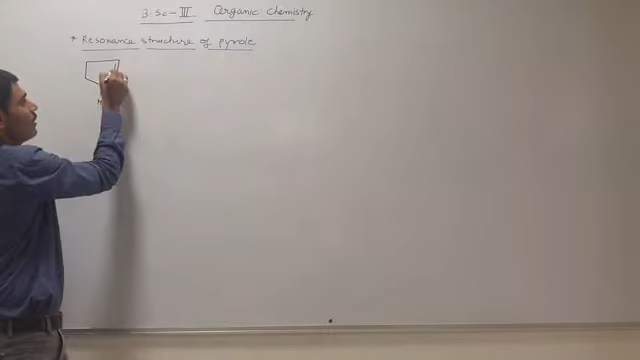 B.Sc-III Organic Chemistry
* Resonance structure of pyrole